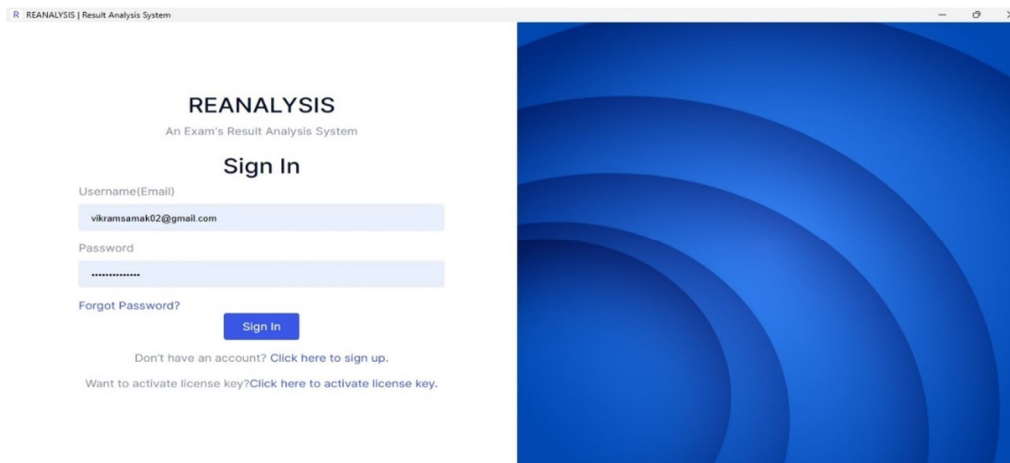 R REANALYSIS | Result Analysis System
REANALYSIS
An Exam's Result Analysis System
Sign In
Username(Email)
vikramsamak02@gmail.com
Password
••••••••••••••
Forgot Password?
Sign In
Don't have an account? Click here to sign up.
Want to activate license key?Click here to activate license key.